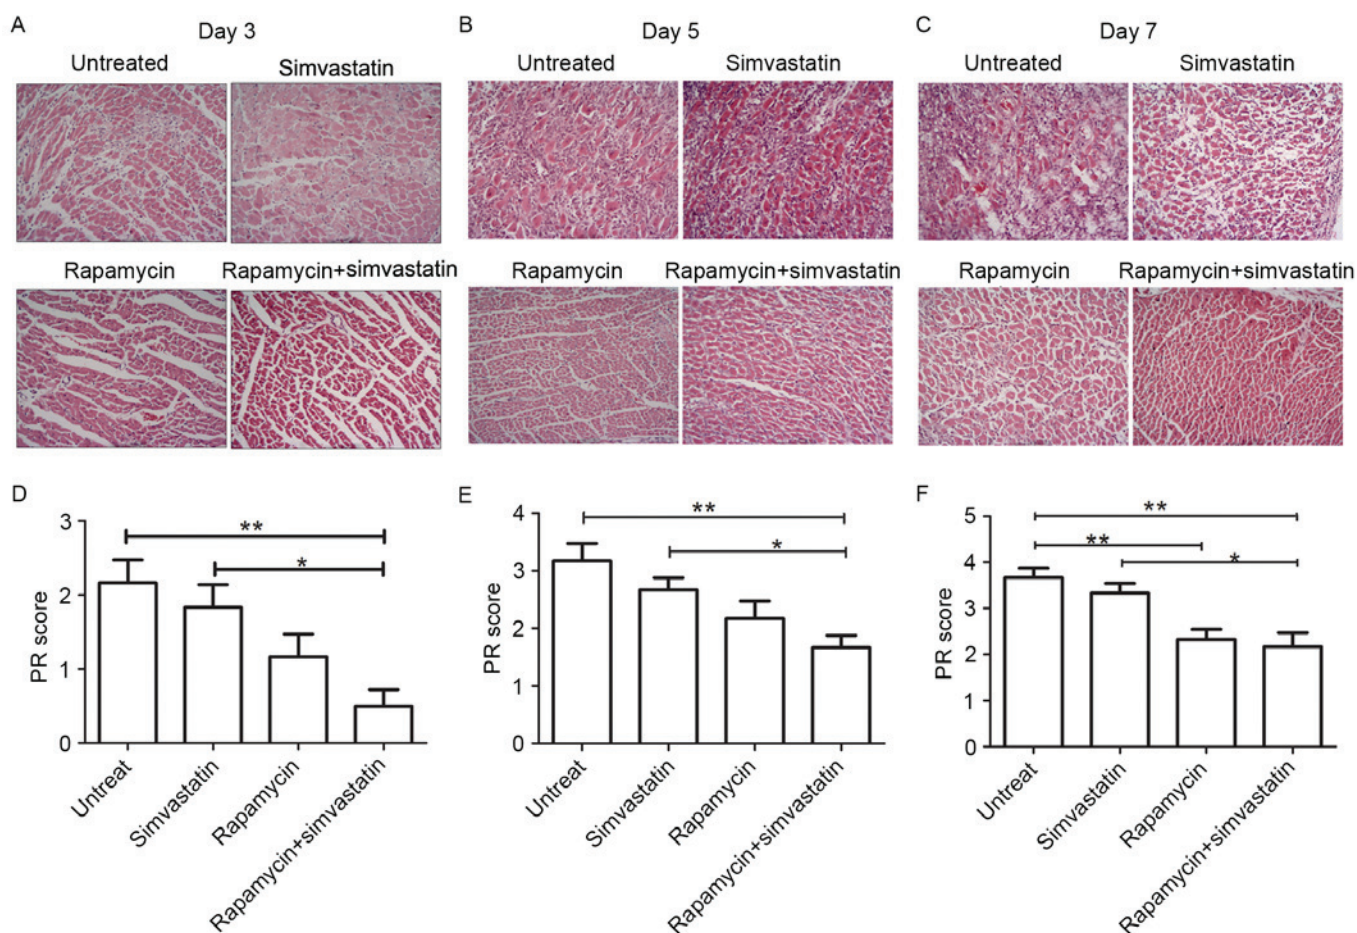 A
Day 3
Untreated
Simvastatin
Rapamycin
Rapamycin+simvastatin
B
Day 5
Untreated
Simvastatin
Rapamycin
Rapamycin+simvastatin
C
Day 7
Untreated
Simvastatin
Rapamycin
Rapamycin+simvastatin
D
PR score
3
2
1
0
**
*
Untreat
Simvastatin
Rapamycin
Rapamycin+simvastatin
E
PR score
4
3
2
1
0
**
*
Untreat
Simvastatin
Rapamycin
Rapamycin+simvastatin
F
PR score
5
4
3
2
1
0
**
**
*
Untreat
Simvastatin
Rapamycin
Rapamycin+simvastatin